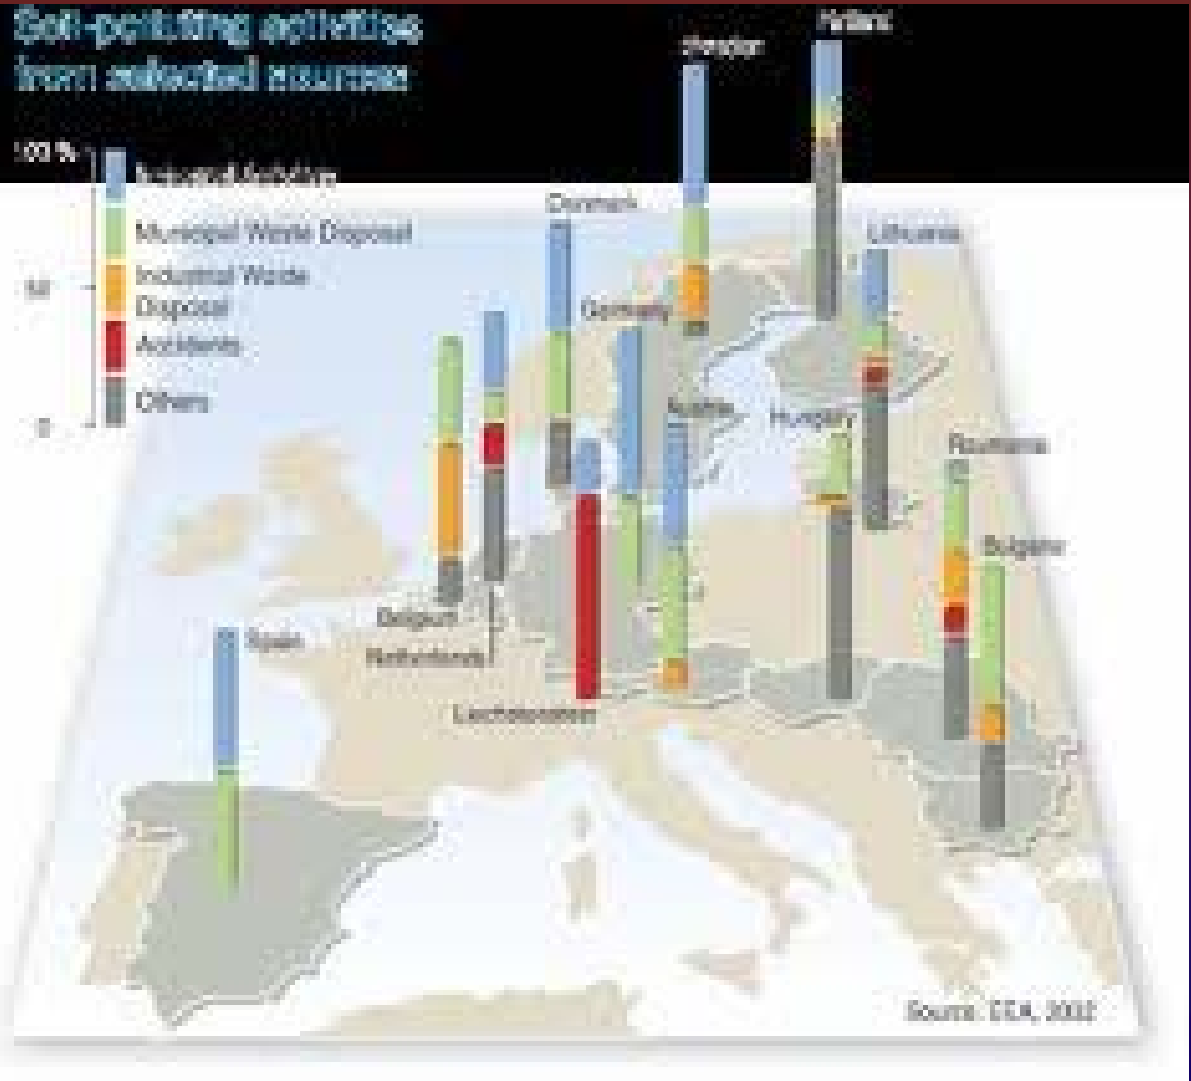 Soil-polluting activities
from selected sources
100 %
Industrial Activities
Municipal Waste Disposal
50
Industrial Waste
Disposal
Accidents
0
Others
Finland
Sweden
Denmark
Lithuania
Germany
Austria
Hungary
Roumania
Bulgaria
Belgium
Spain
Netherlands
Liechtenstein
Source: EEA, 2002